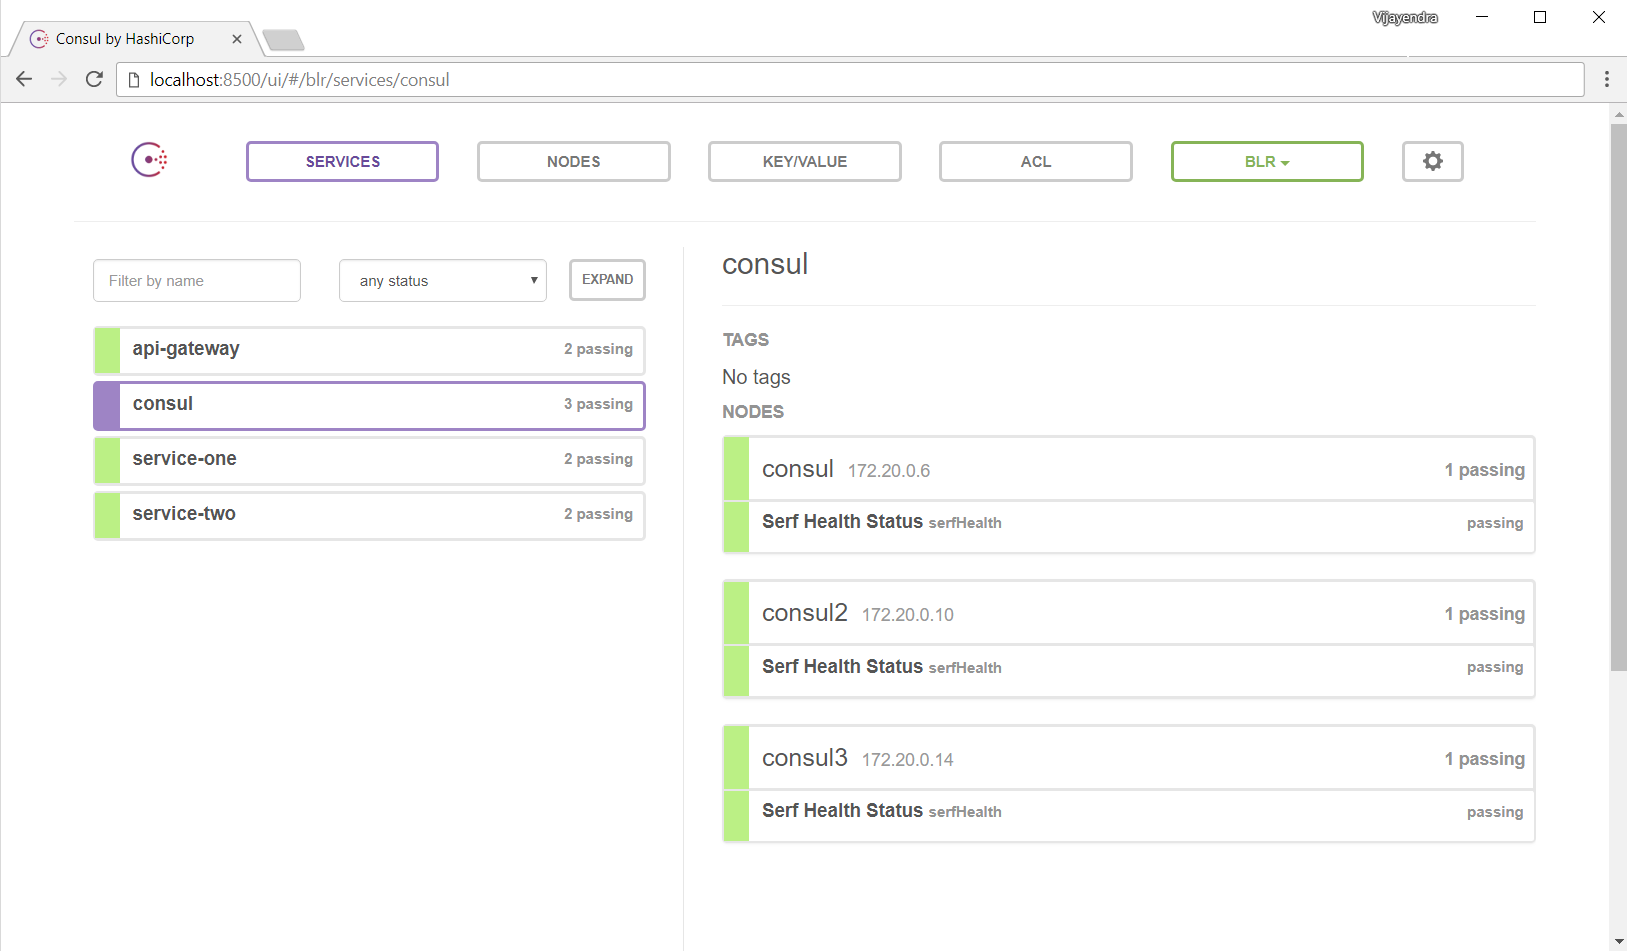 Vijayendra
Consul by HashiCorp
localhost:8500/ui/#/blr/services/consul
SERVICES NODES KEY/VALUE ACL BLR
Filter by name any status EXPAND
api-gateway 2 passing
consul 3 passing
service-one 2 passing
service-two 2 passing
consul
TAGS
No tags
NODES
consul 172.20.0.6 1 passing
Serf Health Status serfHealth passing
consul2 172.20.0.10 1 passing
Serf Health Status serfHealth passing
consul3 172.20.0.14 1 passing
Serf Health Status serfHealth passing